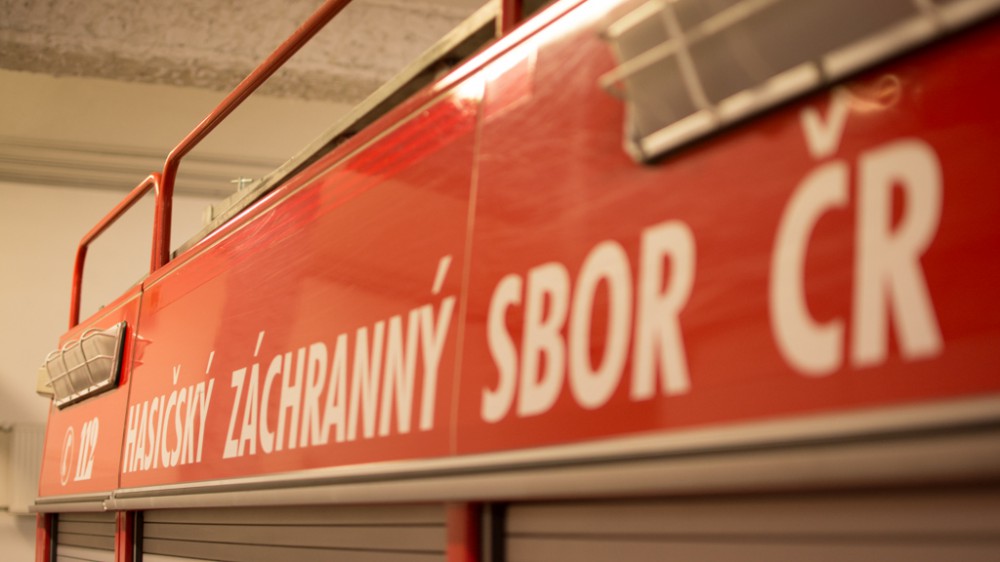 112 HASIČSKÝ ZÁCHRANNÝ SBOR ČR